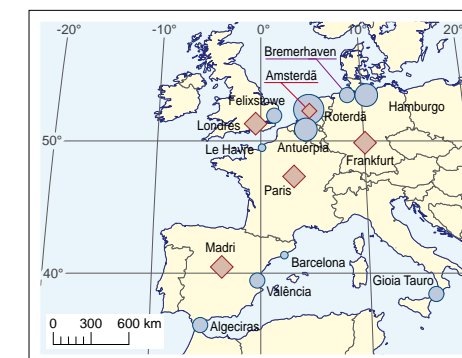 -20° -10° 0° 10° 20°
Bremerhaven
Amsterdã
Felixstowe
Hamburgo
Roterdã
Londres
50°
Antuérpia
Le Havre
Frankfurt
Paris
Madri
Barcelona
40°
Gioia Tauro
València
Algeciras
0 300 600 km